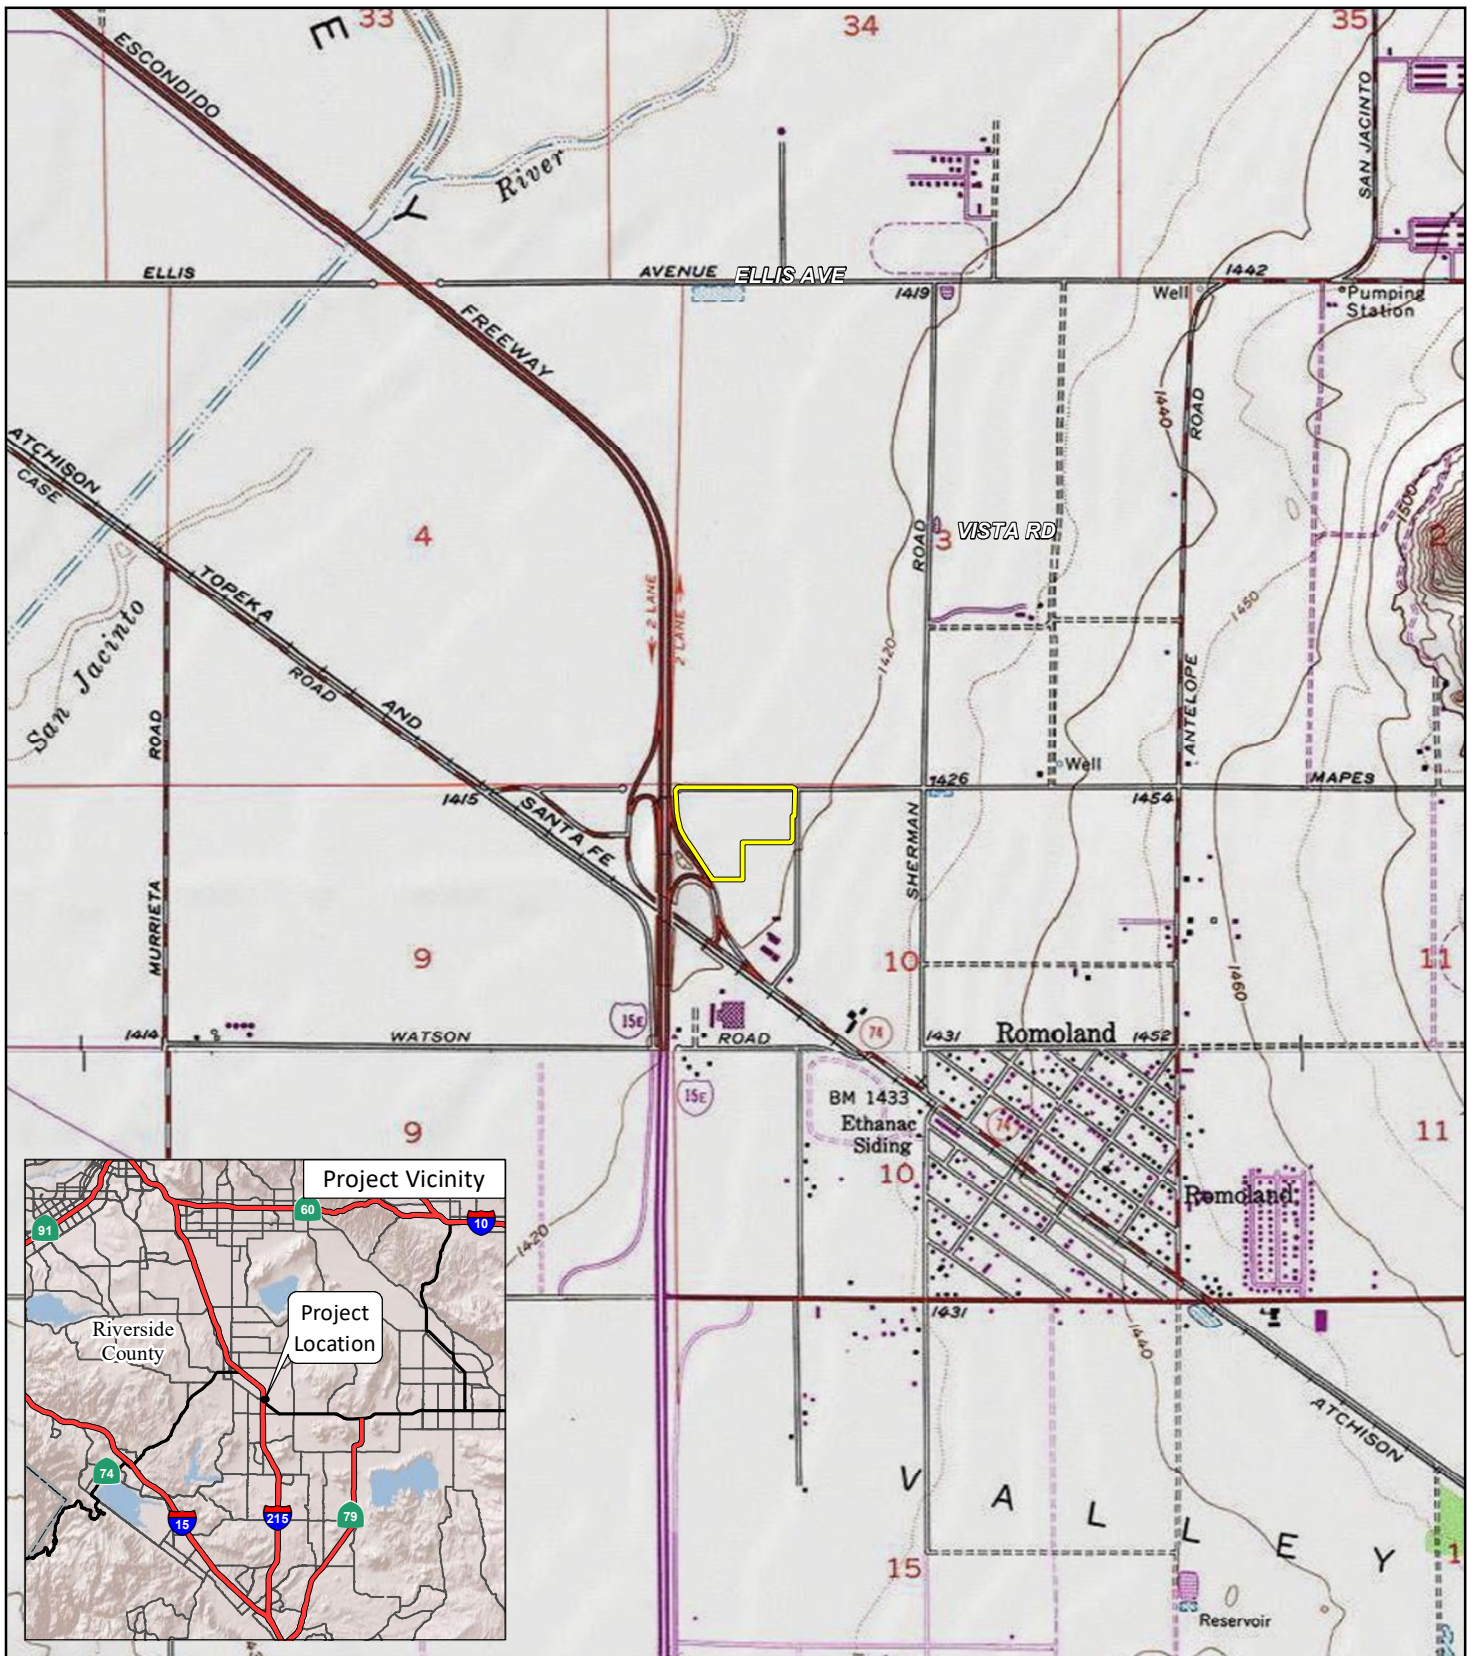 33
34
35
E
ESCONDIDO
SAN JACINTO
River
Y
ELLIS
AVENUE
ELLIS AVE
1442
1419
Well
Pumping
Station
FREEWAY
1440
ROAD
ATCHISON
CASE
1500
4
ROAD
3
VISTA RD
2
TOPEKA
2 LANE
2 LANE
1450
San Jacinto
1420
ROAD
ROAD
AND
ANTELOPE
Well
1426
MAPES
1415
SANTA FE
1454
SHERMAN
MURRIETA
9
10
11
1460
15E
74
1414
WATSON
ROAD
1431
Romoland
1452
15E
BM 1433
Ethanac
Siding
74
9
11
10
Romoland
1420
1431
1440
ATCHISON
V A L L E Y
15
1
Reservoir
Project Vicinity
60
10
91
Project
Location
Riverside
County
74
15
215
79